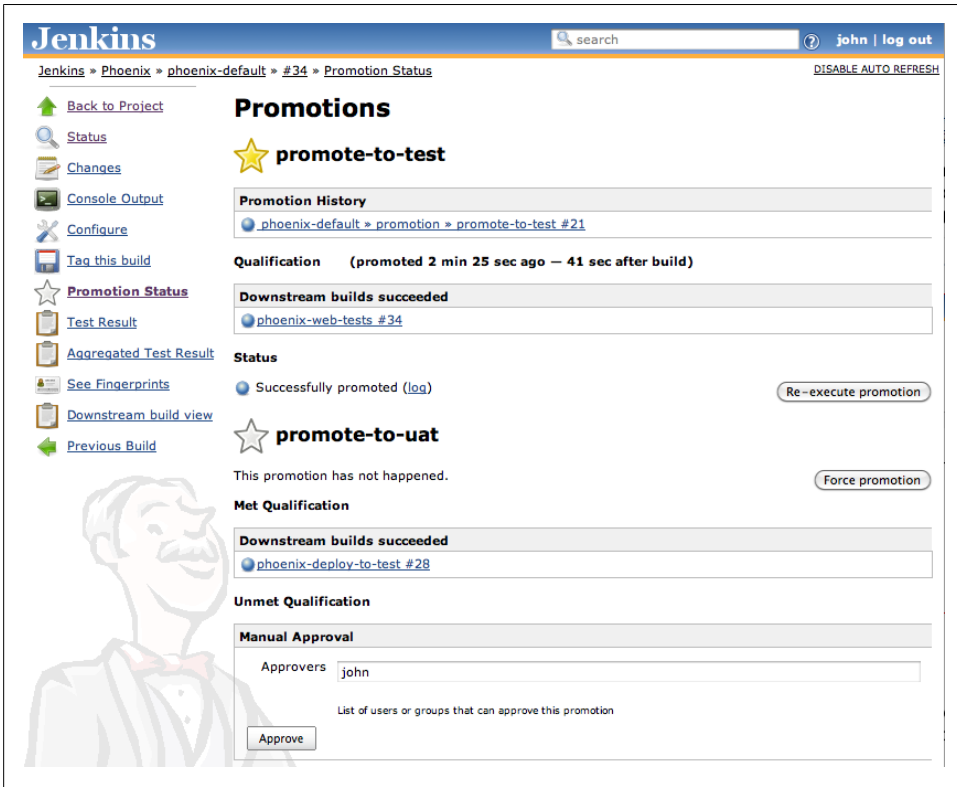 Jenkins
search
john | log out
Jenkins » Phoenix » phoenix-default » #34 » Promotion Status
DISABLE AUTO REFRESH
Back to Project
Status
Changes
Console Output
Configure
Tag this build
Promotion Status
Test Result
Aggregated Test Result
See Fingerprints
Downstream build view
Previous Build
Promotions
promote-to-test
Promotion History
phoenix-default » promotion » promote-to-test #21
Qualification (promoted 2 min 25 sec ago — 41 sec after build)
Downstream builds succeeded
phoenix-web-tests #34
Status
Successfully promoted (log)
Re-execute promotion
promote-to-uat
This promotion has not happened.
Force promotion
Met Qualification
Downstream builds succeeded
phoenix-deploy-to-test #28
Unmet Qualification
Manual Approval
Approvers john
List of users or groups that can approve this promotion
Approve